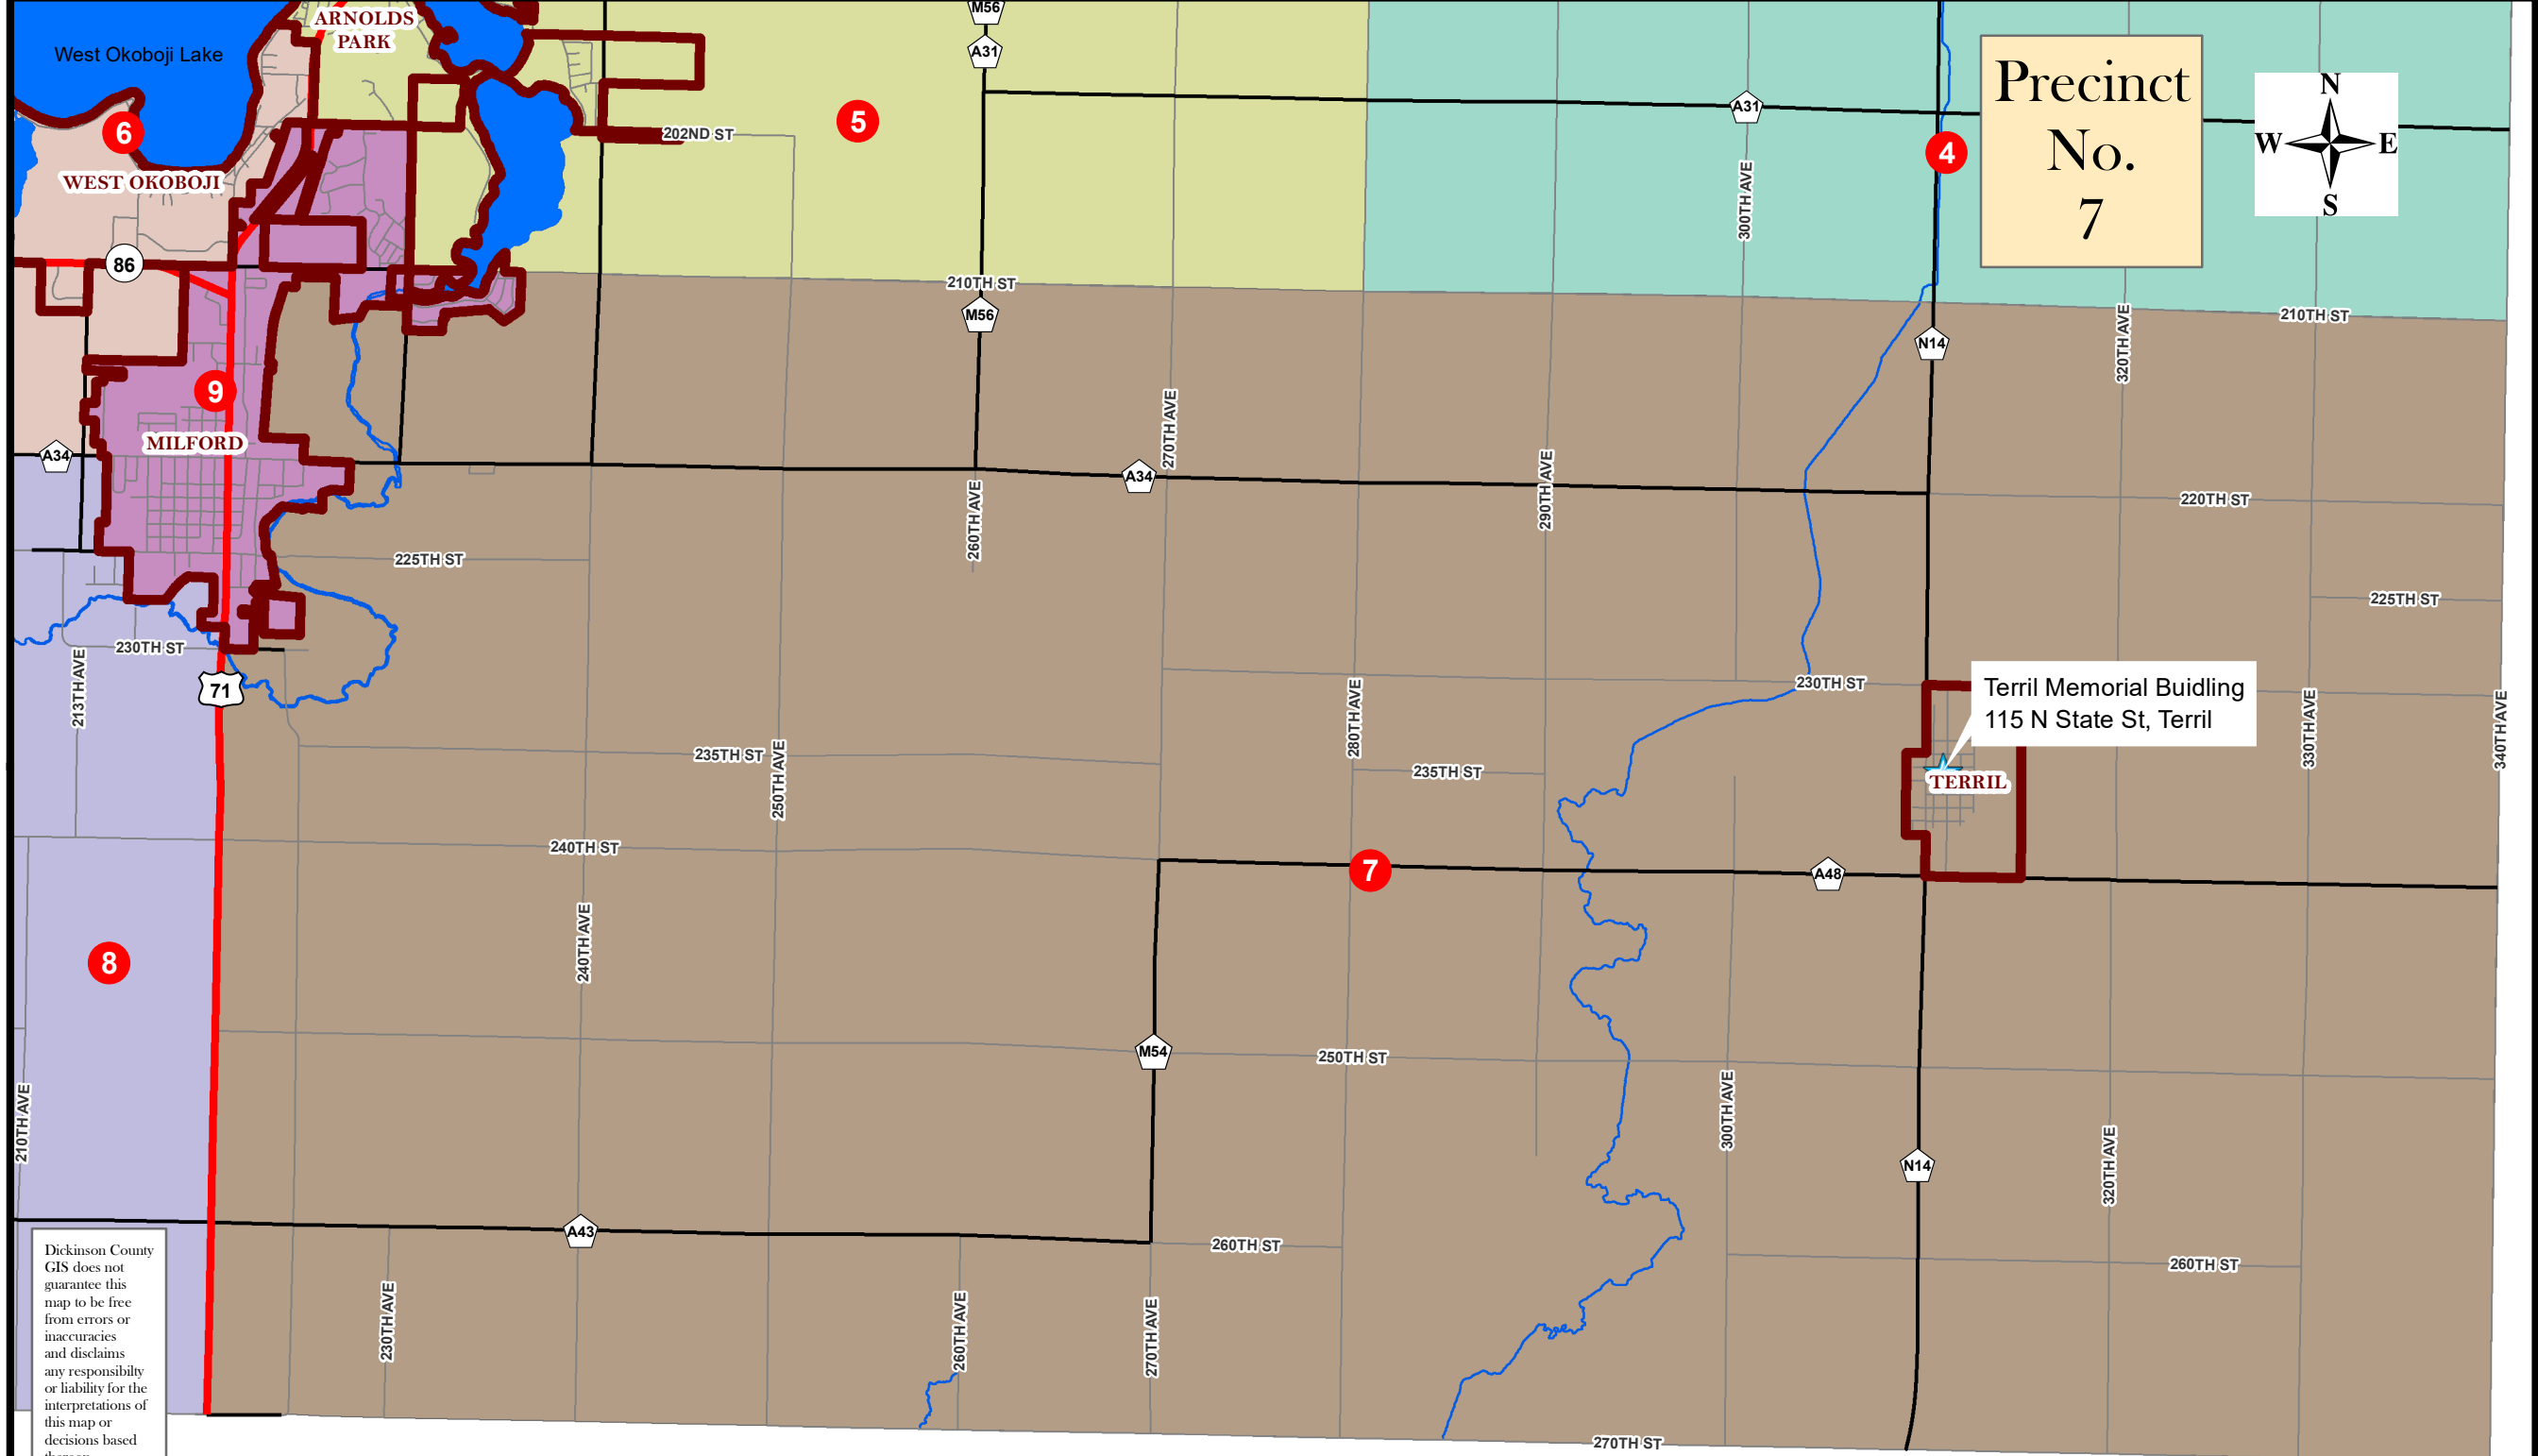 M56
ARNOLDS
PARK
West Okoboji Lake
A31
Precinct
No.
7
N
W E
S
A31
5
6
202ND ST
4
WEST OKOBOJI
300TH AVE
86
210TH ST
M56
210TH ST
N14
320TH AVE
9
MILFORD
270TH AVE
A34
A34
290TH AVE
220TH ST
260TH AVE
225TH ST
225TH ST
230TH ST
213TH AVE
71
230TH ST
Terril Memorial Buidling
115 N State St, Terril
280TH AVE
330TH AVE
340TH AVE
235TH ST
250TH AVE
235TH ST
TERRIL
240TH ST
7
A48
240TH AVE
8
M54
250TH ST
210TH AVE
300TH AVE
320TH AVE
N14
A43
260TH ST
260TH ST
230TH AVE
260TH AVE
270TH AVE
270TH ST
Dickinson County
GIS does not
guarantee this
map to be free
from errors or
inaccuracies
and disclaims
any responsibilty
or liability for the
interpretations of
this map or
decisions based